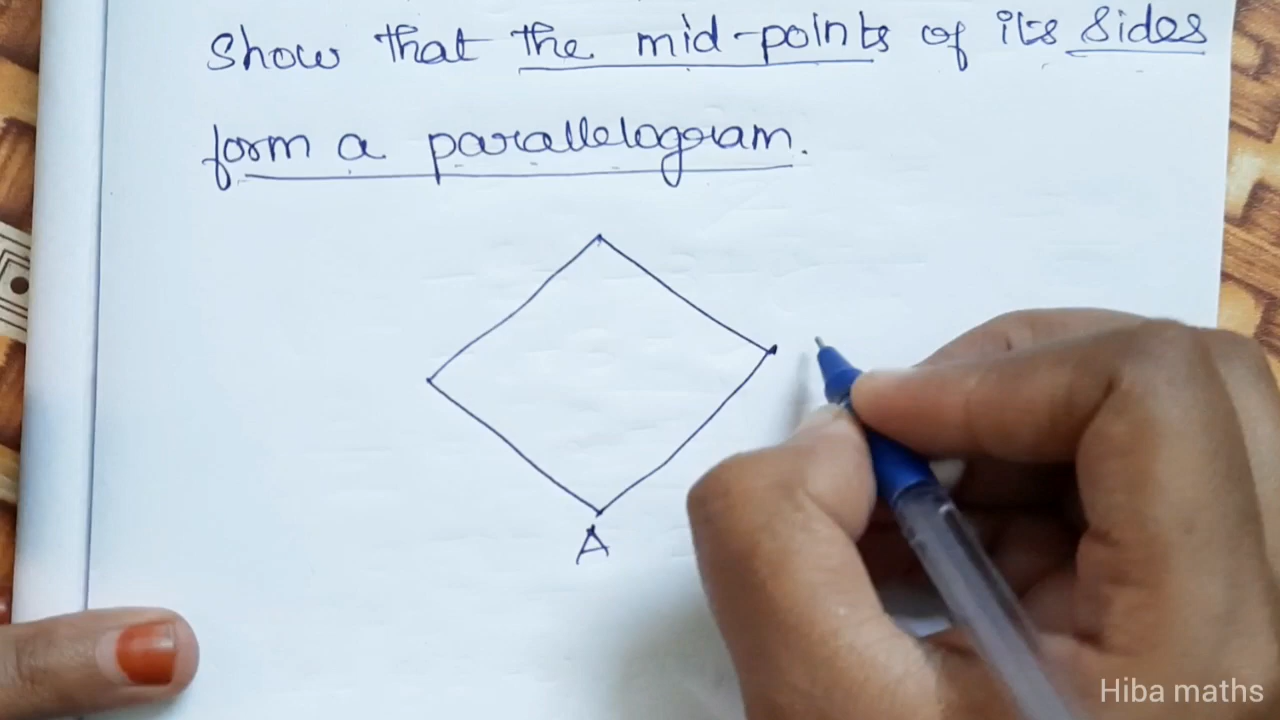 Show that the mid-points of its sides
form a parallelogram.
A
Hiba maths